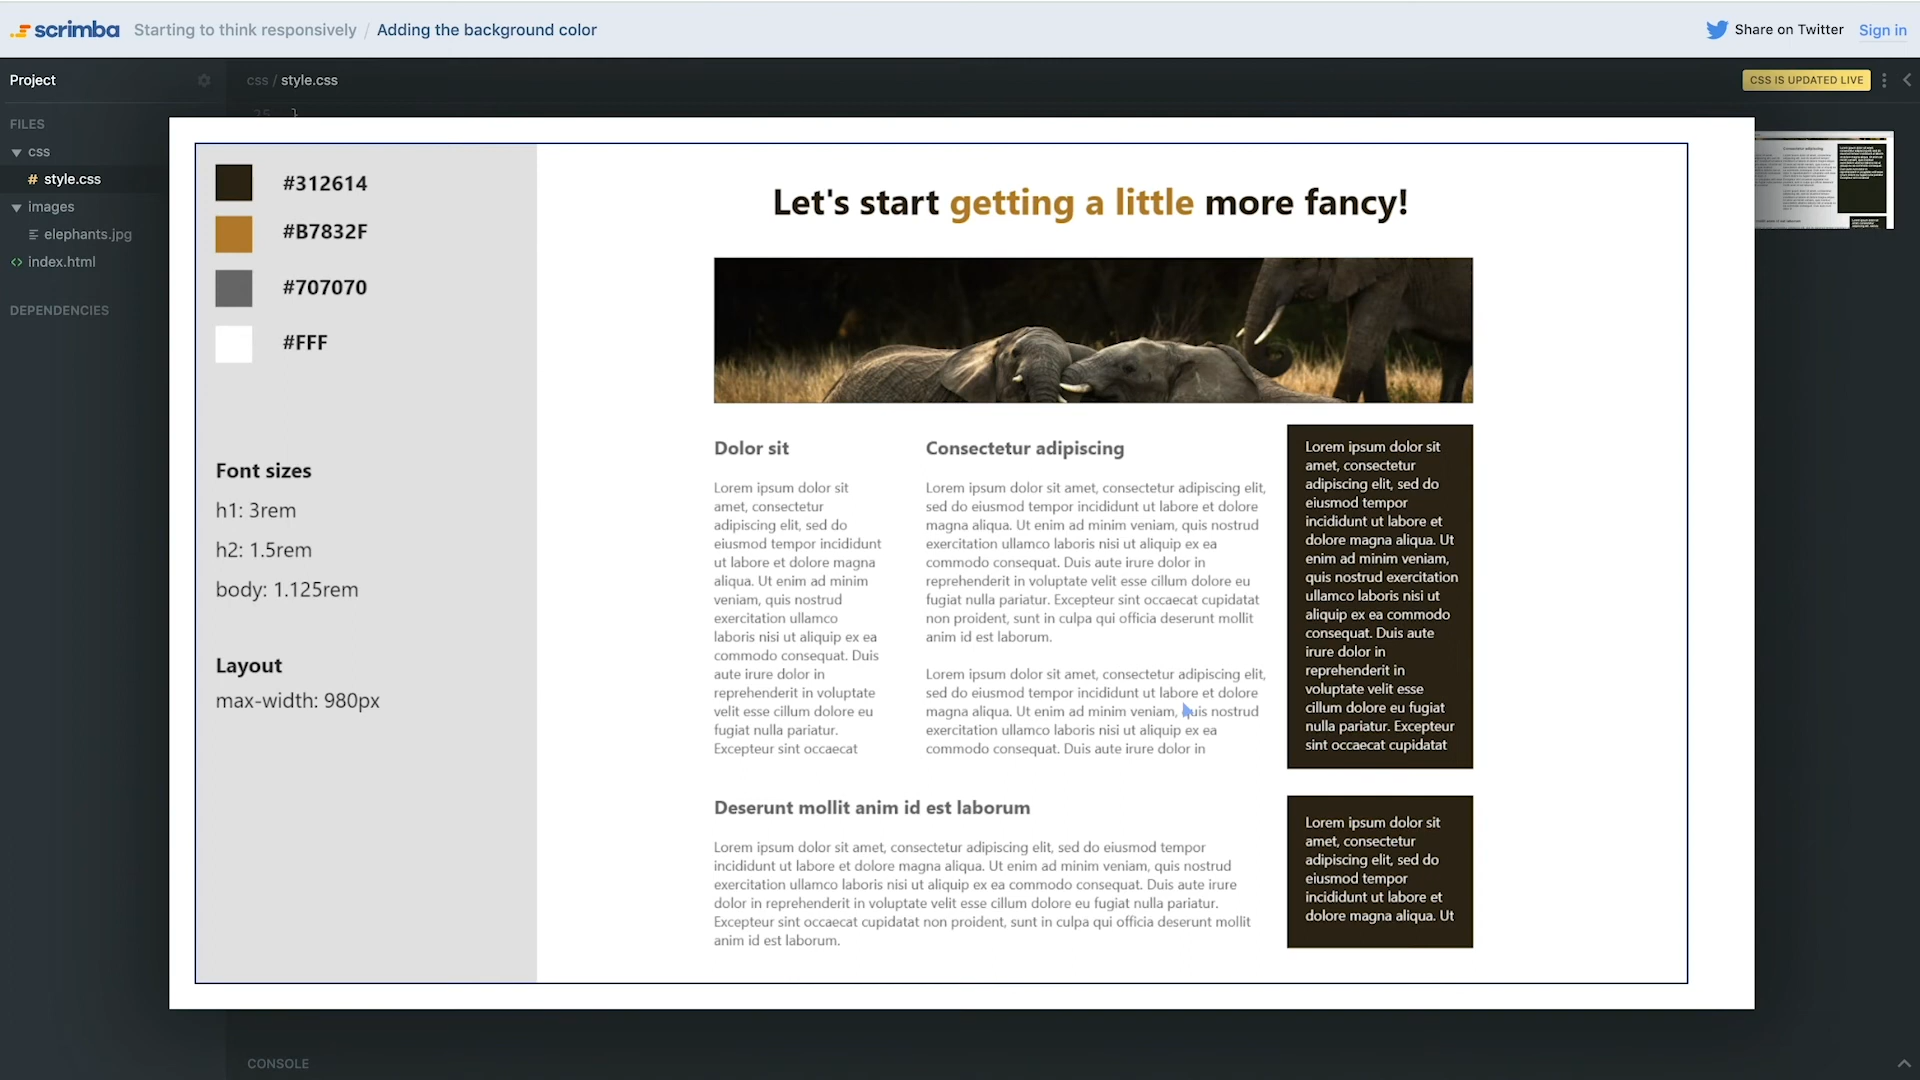 scrimba Starting to think responsively / Adding the background color
Share on Twitter Sign in
Project
css / style.css
CSS IS UPDATED LIVE
FILES
css
# style.css
images
elephants.jpg
<> index.html
DEPENDENCIES
#312614
#B7832F
#707070
#FFF
Font sizes
h1: 3rem
h2: 1.5rem
body: 1.125rem
Layout
max-width: 980px
Let's start getting a little more fancy!
Dolor sit
Lorem ipsum dolor sit
amet, consectetur
adipiscing elit, sed do
eiusmod tempor incididunt
ut labore et dolore magna
aliqua. Ut enim ad minim
veniam, quis nostrud
exercitation ullamco
laboris nisi ut aliquip ex ea
commodo consequat. Duis
aute irure dolor in
reprehenderit in voluptate
velit esse cillum dolore eu
fugiat nulla pariatur.
Excepteur sint occaecat
Consectetur adipiscing
Lorem ipsum dolor sit amet, consectetur adipiscing elit,
sed do eiusmod tempor incididunt ut labore et dolore
magna aliqua. Ut enim ad minim veniam, quis nostrud
exercitation ullamco laboris nisi ut aliquip ex ea
commodo consequat. Duis aute irure dolor in
reprehenderit in voluptate velit esse cillum dolore eu
fugiat nulla pariatur. Excepteur sint occaecat cupidatat
non proident, sunt in culpa qui officia deserunt mollit
anim id est laborum.
Lorem ipsum dolor sit amet, consectetur adipiscing elit,
sed do eiusmod tempor incididunt ut labore et dolore
magna aliqua. Ut enim ad minim veniam, quis nostrud
exercitation ullamco laboris nisi ut aliquip ex ea
commodo consequat. Duis aute irure dolor in
Lorem ipsum dolor sit
amet, consectetur
adipiscing elit, sed do
eiusmod tempor
incididunt ut labore et
dolore magna aliqua. Ut
enim ad minim veniam,
quis nostrud exercitation
ullamco laboris nisi ut
aliquip ex ea commodo
consequat. Duis aute
irure dolor in
reprehenderit in
voluptate velit esse
cillum dolore eu fugiat
nulla pariatur. Excepteur
sint occaecat cupidatat
Deserunt mollit anim id est laborum
Lorem ipsum dolor sit amet, consectetur adipiscing elit, sed do eiusmod tempor
incididunt ut labore et dolore magna aliqua. Ut enim ad minim veniam, quis nostrud
exercitation ullamco laboris nisi ut aliquip ex ea commodo consequat. Duis aute irure
dolor in reprehenderit in voluptate velit esse cillum dolore eu fugiat nulla pariatur.
Excepteur sint occaecat cupidatat non proident, sunt in culpa qui officia deserunt mollit
anim id est laborum.
Lorem ipsum dolor sit
amet, consectetur
adipiscing elit, sed do
eiusmod tempor
incididunt ut labore et
dolore magna aliqua. Ut
CONSOLE